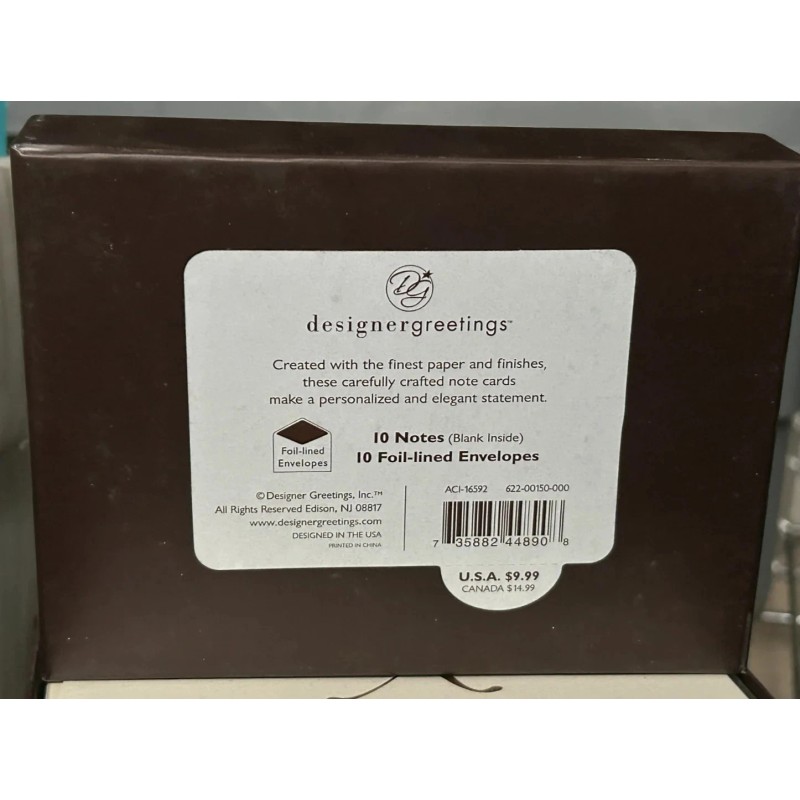 DG
designergreetings™
Created with the finest paper and finishes,
these carefully crafted note cards
make a personalized and elegant statement.
Foil-lined
Envelopes
10 Notes (Blank Inside)
10 Foil-lined Envelopes
© Designer Greetings, Inc.™
All Rights Reserved Edison, NJ 08817
www.designergreetings.com
DESIGNED IN THE USA
PRINTED IN CHINA
ACI-16592 622-00150-000
7 35882 44890 8
U.S.A. $9.99
CANADA $14.99